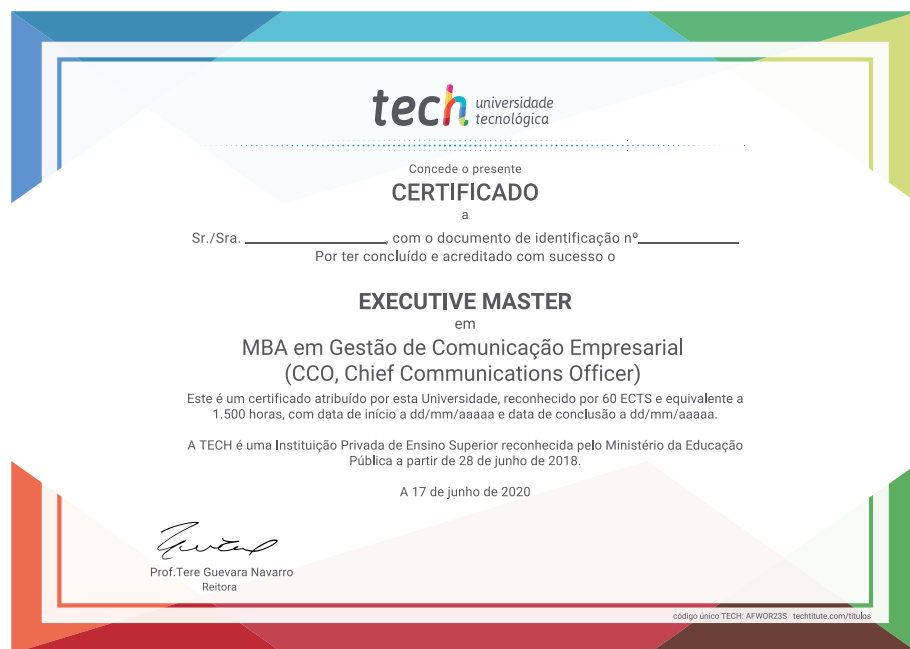 tech universidade
tecnológica
Concede o presente
CERTIFICADO
a
Sr./Sra. _________________, com o documento de identificação nº____________
Por ter concluído e acreditado com sucesso o
EXECUTIVE MASTER
em
MBA em Gestão de Comunicação Empresarial
(CCO, Chief Communications Officer)
Este é um certificado atribuído por esta Universidade, reconhecido por 60 ECTS e equivalente a
1.500 horas, com data de início a dd/mm/aaaaa e data de conclusão a dd/mm/aaaaa.
A TECH é uma Instituição Privada de Ensino Superior reconhecida pelo Ministério da Educação
Pública a partir de 28 de junho de 2018.
A 17 de junho de 2020
Prof.Tere Guevara Navarro
Reitora
código único TECH: AFWOR23S techtitute.com/titulos